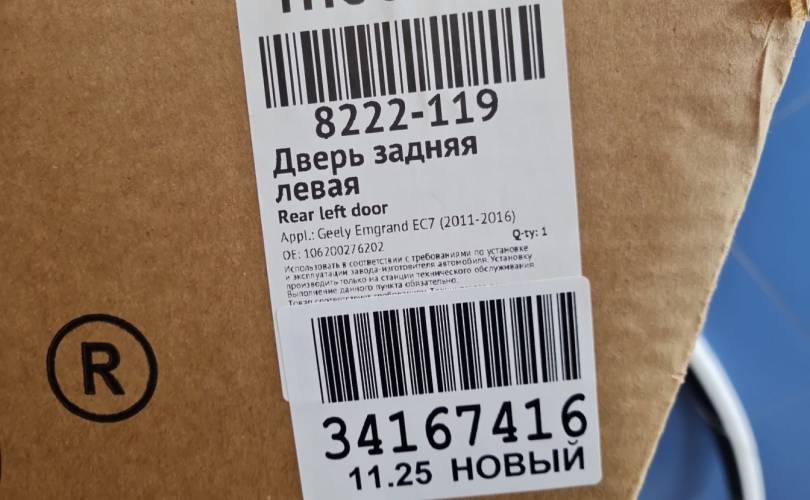 8222-119
Дверь задняя
левая
Rear left door
Appl.: Geely Emgrand EC7 (2011-2016)
OE: 106200276202
Q-ty: 1
Использовать в соответствии с требованиями по установке
и эксплуатации завода-изготовителя автомобиля. Установку
производить только на станции технического обслуживания.
Выполнение данного пункта обязательно.
R
34167416
11.25 НОВЫЙ